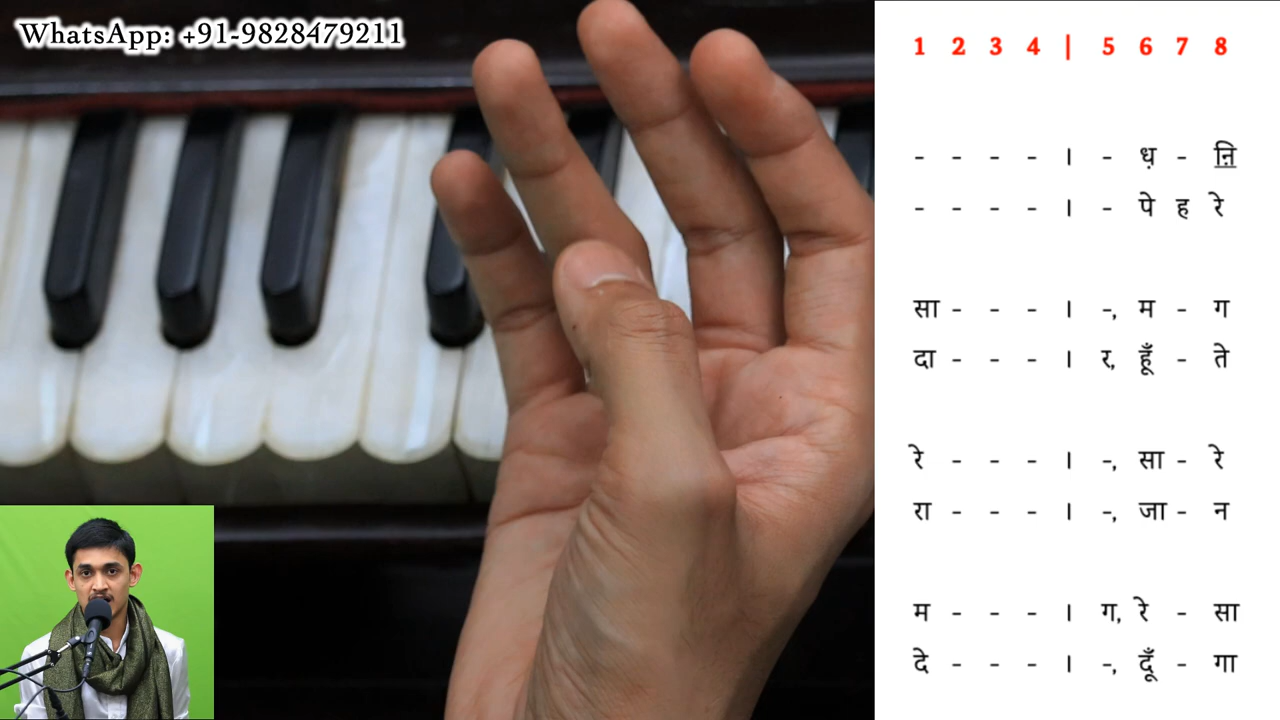 WhatsApp: +91-9828479211
1 2 3 4 | 5 6 7 8
- - - - । - ध़ - ऩि॒
- - - - । - पे ह रे
सा - - - । -, म - ग
दा - - - । र, हूँ - ते
रे - - - । -, सा - रे
रा - - - । -, जा - न
म - - - । ग, रे - सा
दे - - - । -, दूँ - गा